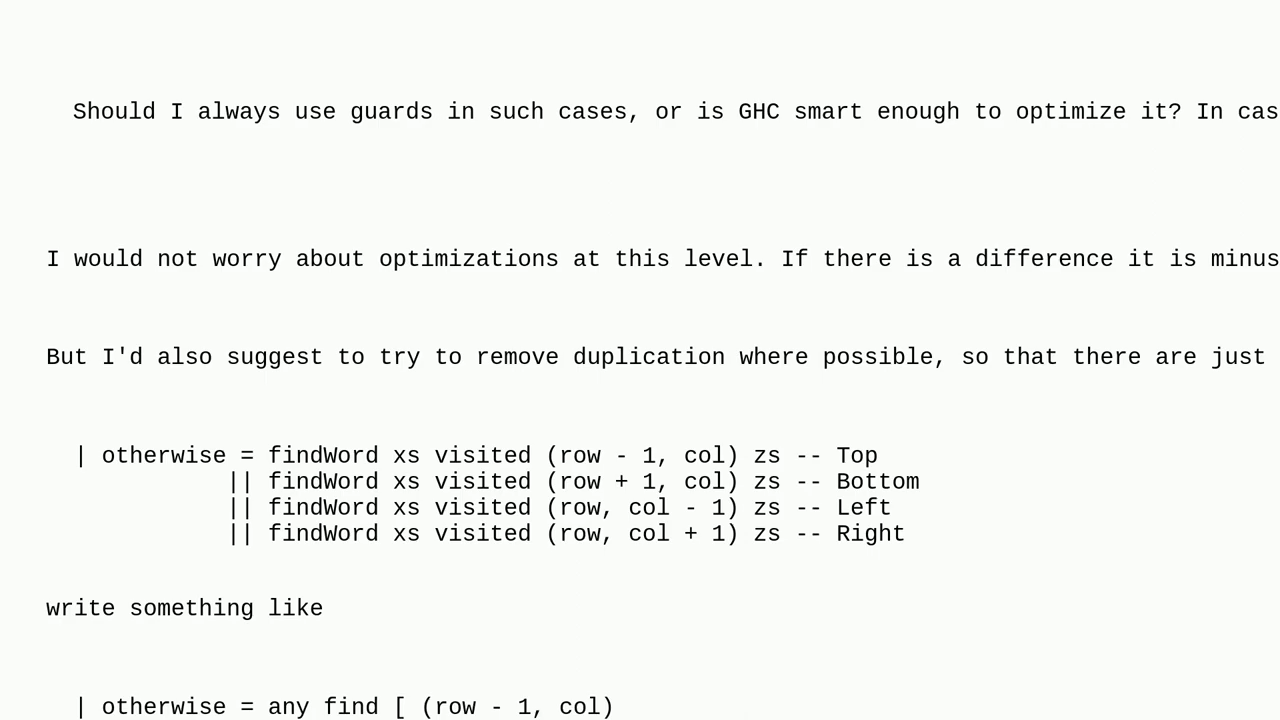 Should I always use guards in such cases, or is GHC smart enough to optimize it? In cas
I would not worry about optimizations at this level. If there is a difference it is minus
But I'd also suggest to try to remove duplication where possible, so that there are just
| otherwise = findWord xs visited (row - 1, col) zs -- Top
|| findWord xs visited (row + 1, col) zs -- Bottom
|| findWord xs visited (row, col - 1) zs -- Left
|| findWord xs visited (row, col + 1) zs -- Right
write something like
| otherwise = any find [ (row - 1, col)